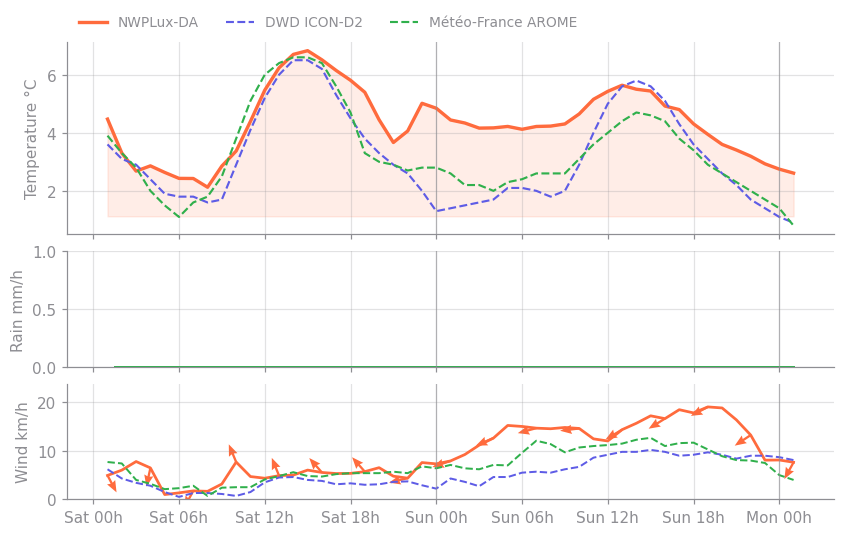 NWPLux-DA DWD ICON-D2 Météo-France AROME
Temperature °C
6
4
2
Rain mm/h
1.0
0.5
0.0
Wind km/h
20
10
0
Sat 00h Sat 06h Sat 12h Sat 18h Sun 00h Sun 06h Sun 12h Sun 18h Mon 00h